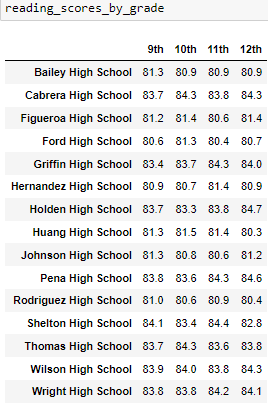 reading_scores_by_grade
9th 10th 11th 12th
Bailey High School 81.3 80.9 80.9 80.9
Cabrera High School 83.7 84.3 83.8 84.3
Figueroa High School 81.2 81.4 80.6 81.4
Ford High School 80.6 81.3 80.4 80.7
Griffin High School 83.4 83.7 84.3 84.0
Hernandez High School 80.9 80.7 81.4 80.9
Holden High School 83.7 83.3 83.8 84.7
Huang High School 81.3 81.5 81.4 80.3
Johnson High School 81.3 80.8 80.6 81.2
Pena High School 83.8 83.6 84.3 84.6
Rodriguez High School 81.0 80.6 80.9 80.4
Shelton High School 84.1 83.4 84.4 82.8
Thomas High School 83.7 84.3 83.6 83.8
Wilson High School 83.9 84.0 83.8 84.3
Wright High School 83.8 83.8 84.2 84.1